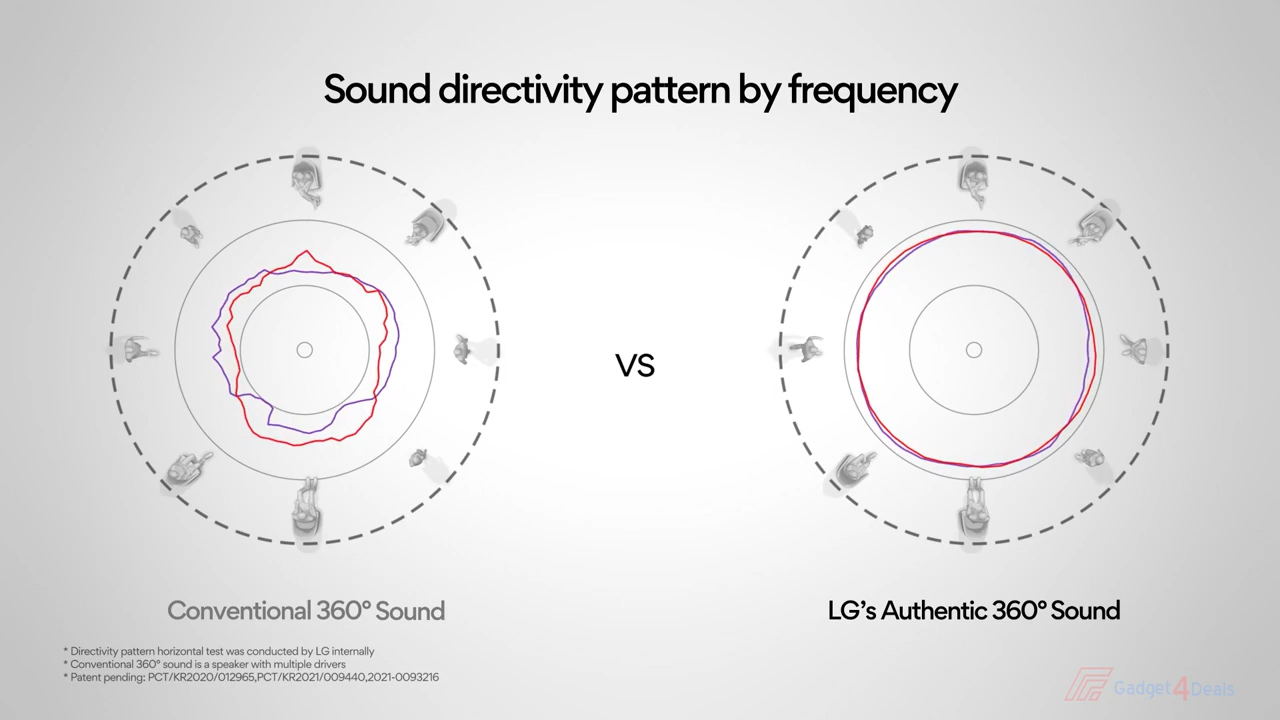 Sound directivity pattern by frequency
VS
Conventional 360° Sound
LG's Authentic 360° Sound
* Directivity pattern horizontal test was conducted by LG internally
* Conventional 360° sound is a speaker with multiple drivers
* Patent pending: PCT/KR2020/012965,PCT/KR2021/009440,2021-0093216
Gadget4Deals